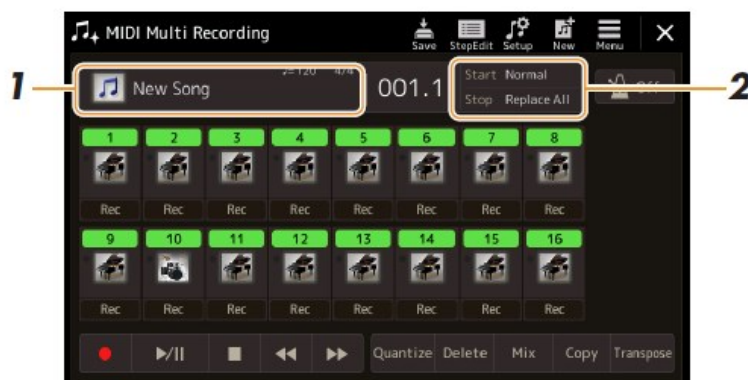 MIDI Multi Recording
Save StepEdit Setup New Menu
1 New Song ♩=120 4/4 001.1 Start Normal 2
Stop Replace All
Off
1 2 3 4 5 6 7 8
Rec Rec Rec Rec Rec Rec Rec Rec
9 10 11 12 13 14 15 16
Rec Rec Rec Rec Rec Rec Rec Rec
Quantize Delete Mix Copy Transpose